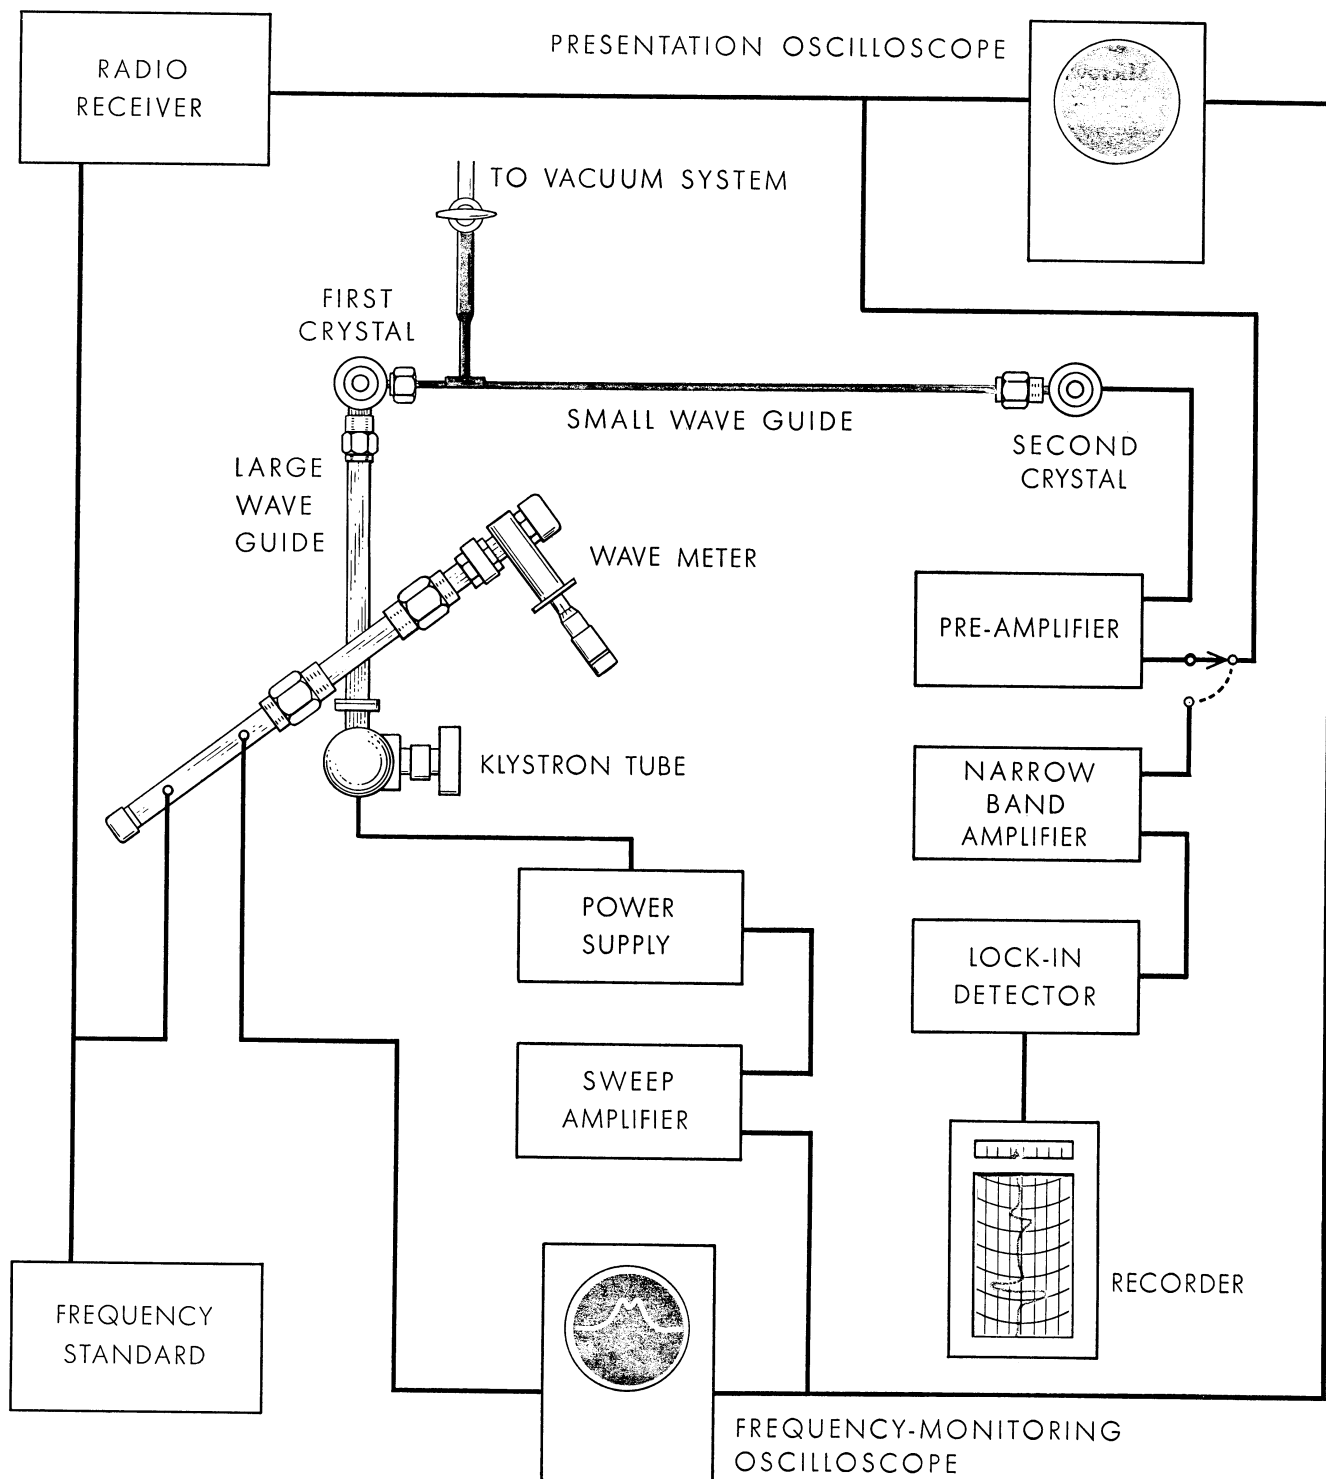 RADIO
RECEIVER
PRESENTATION OSCILLOSCOPE
TO VACUUM SYSTEM
FIRST
CRYSTAL
SMALL WAVE GUIDE
SECOND
CRYSTAL
LARGE
WAVE
GUIDE
WAVE METER
PRE-AMPLIFIER
KLYSTRON TUBE
NARROW
BAND
AMPLIFIER
POWER
SUPPLY
LOCK-IN
DETECTOR
SWEEP
AMPLIFIER
RECORDER
FREQUENCY
STANDARD
FREQUENCY-MONITORING
OSCILLOSCOPE